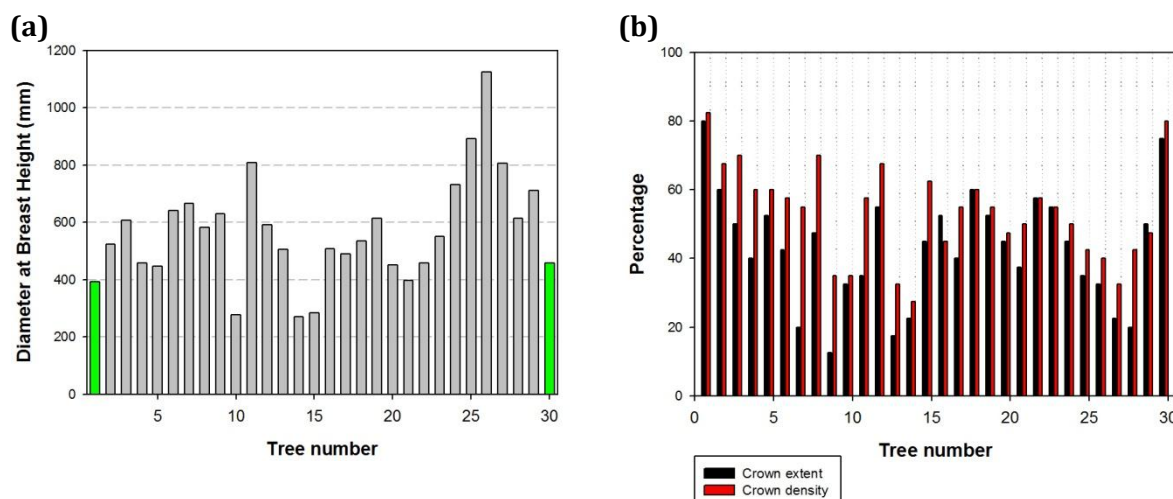 (a)
1200
1000
800
600
400
200
0
Diameter at Breast Height (mm)
5 10 15 20 25 30
Tree number
(b)
100
80
60
40
20
0
Percentage
0 5 10 15 20 25 30
Tree number
Crown extent
Crown density